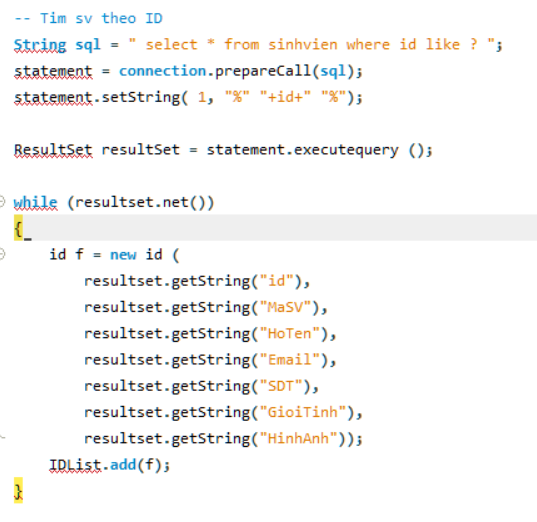 -- Tim sv theo ID
String sql = " select * from sinhvien where id like ? ";
statement = connection.prepareCall(sql);
statement.setString( 1, "%" "+id+" "%");
ResultSet resultSet = statement.executequery ();
while (resultset.net())
{
id f = new id (
resultset.getString("id"),
resultset.getString("MaSV"),
resultset.getString("HoTen"),
resultset.getString("Email"),
resultset.getString("SDT"),
resultset.getString("GioiTinh"),
resultset.getString("HinhAnh"));
IDList.add(f);
}